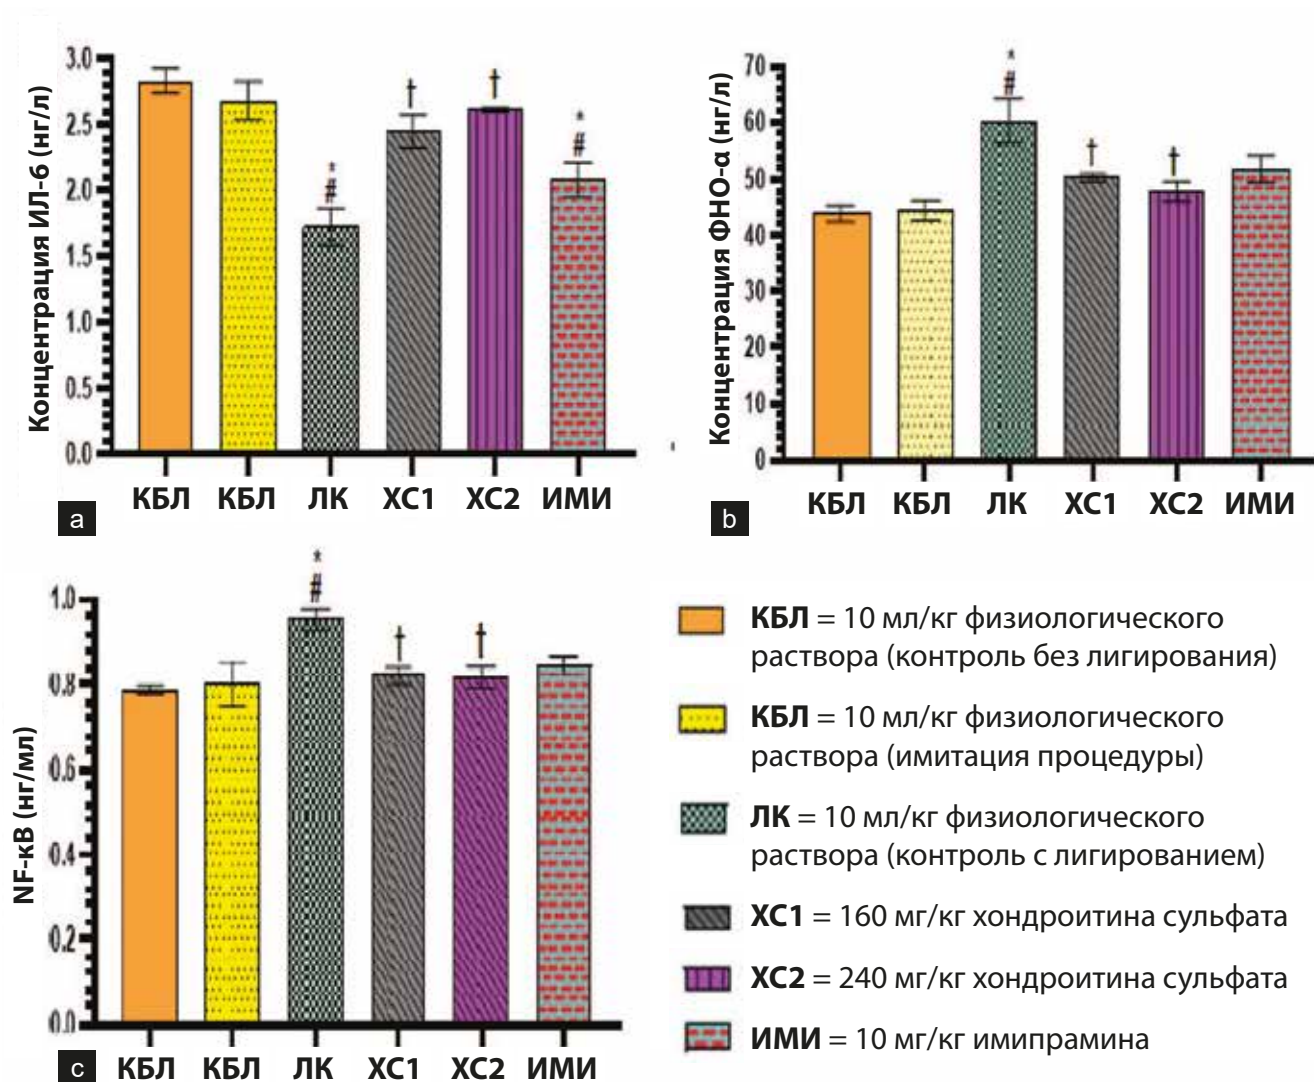 Концентрация ИЛ-6 (нг/л)
3.0
2.5
2.0
1.5
1.0
0.5
0.0
*
#
†
†
*
#
КБЛ КБЛ ЛК ХС1 ХС2 ИМИ
a
Концентрация ФНО-α (нг/л)
70
60
50
40
30
20
10
0
*
#
†
†
КБЛ КБЛ ЛК ХС1 ХС2 ИМИ
b
NF-κB (нг/мл)
1.0
0.8
0.6
0.4
0.2
0.0
*
#
†
†
КБЛ КБЛ ЛК ХС1 ХС2 ИМИ
c
КБЛ = 10 мл/кг физиологического
раствора (контроль без лигирования)
КБЛ = 10 мл/кг физиологического
раствора (имитация процедуры)
ЛК = 10 мл/кг физиологического
раствора (контроль с лигированием)
ХС1 = 160 мг/кг хондроитина сульфата
ХС2 = 240 мг/кг хондроитина сульфата
ИМИ = 10 мг/кг имипрамина